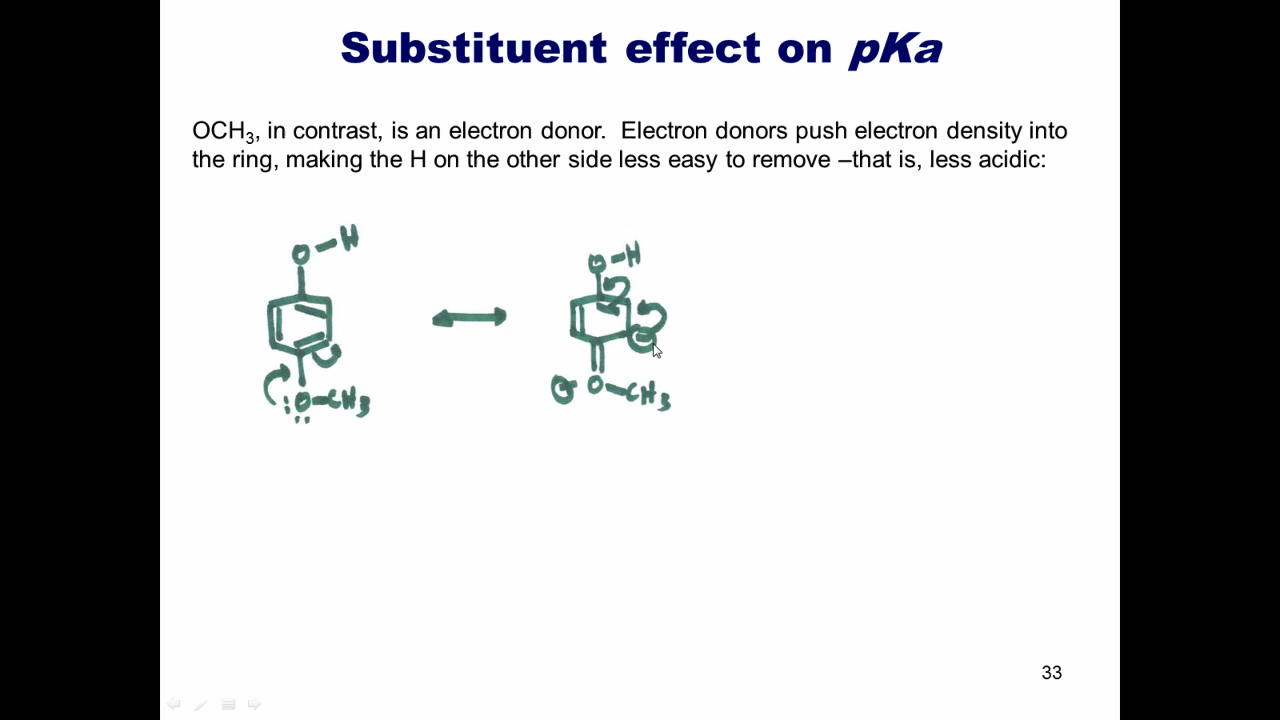 Substituent effect on pKa
OCH₃, in contrast, is an electron donor. Electron donors push electron density into
the ring, making the H on the other side less easy to remove –that is, less acidic:
O–H
O–H
:O–CH3
O–CH3
33